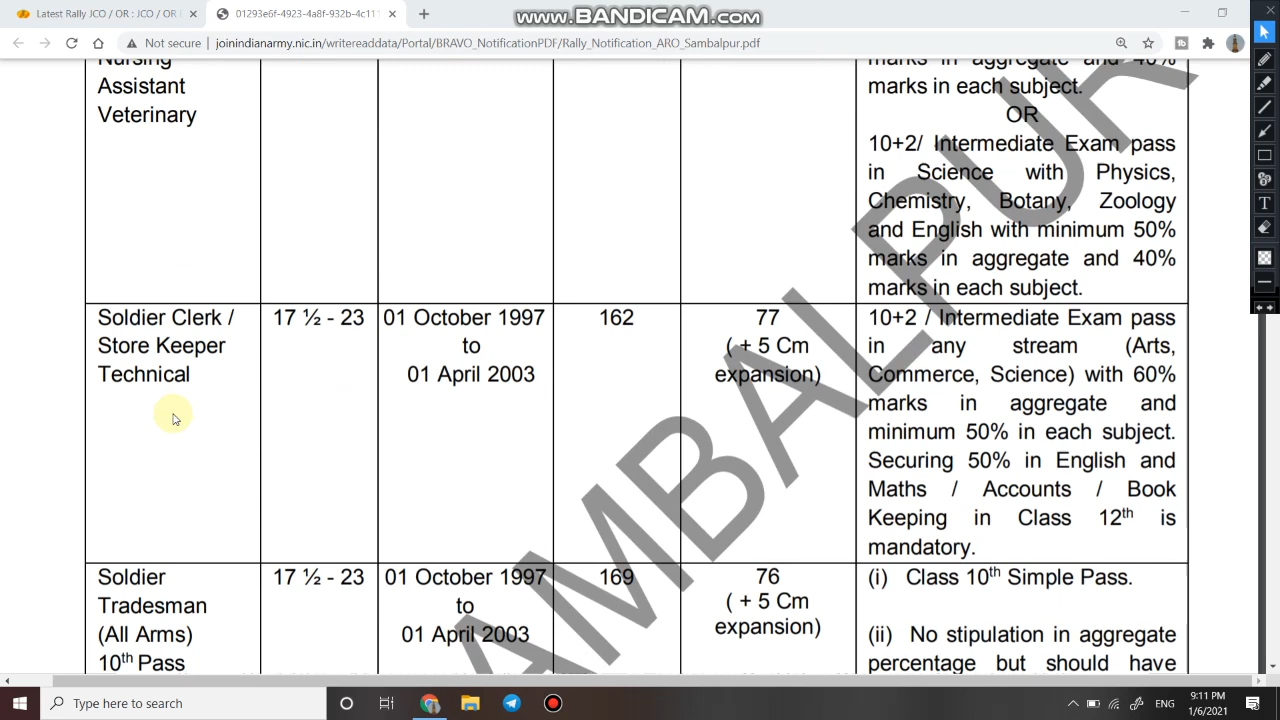 Latest Rally JCO / OR : JCO / OR I
01293e6f-4923-4a8f-932b-4c111
www.BANDICAM.com
Not secure
joinindianarmy.nic.in/writereaddata/Portal/BRAVO_NotificationPDF/Rally_Notification_ARO_Sambalpur.pdf
Nursing
Assistant
Veterinary
marks in aggregate and 40%
marks in each subject.
OR
10+2/ Intermediate Exam pass
in Science with Physics,
Chemistry, Botany, Zoology
and English with minimum 50%
marks in aggregate and 40%
marks in each subject.
Soldier Clerk /
Store Keeper
Technical
17 ½ - 23
01 October 1997
to
01 April 2003
162
77
( + 5 Cm
expansion)
10+2 / Intermediate Exam pass
in any stream (Arts,
Commerce, Science) with 60%
marks in aggregate and
minimum 50% in each subject.
Securing 50% in English and
Maths / Accounts / Book
Keeping in Class 12th is
mandatory.
Soldier
Tradesman
(All Arms)
10th Pass
17 ½ - 23
01 October 1997
to
01 April 2003
169
76
( + 5 Cm
expansion)
(i) Class 10th Simple Pass.
(ii) No stipulation in aggregate
percentage but should have
AMBALPUR
Type here to search
ENG
9:11 PM
1/6/2021